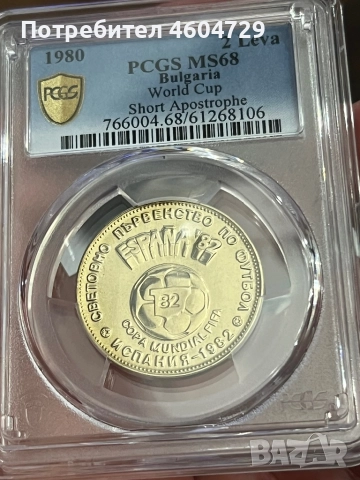 Потребител 4604729
1980
2 Leva
PCGS MS68
Bulgaria
World Cup
Short Apostrophe
766004.68/61268106
PCGS
СВЕТОВНО ПЪРВЕНСТВО ПО ФУТБОЛ
ESPAÑA '82
82
COPA MUNDIAL FIFA
ИСПАНИЯ-1982
BAZAR